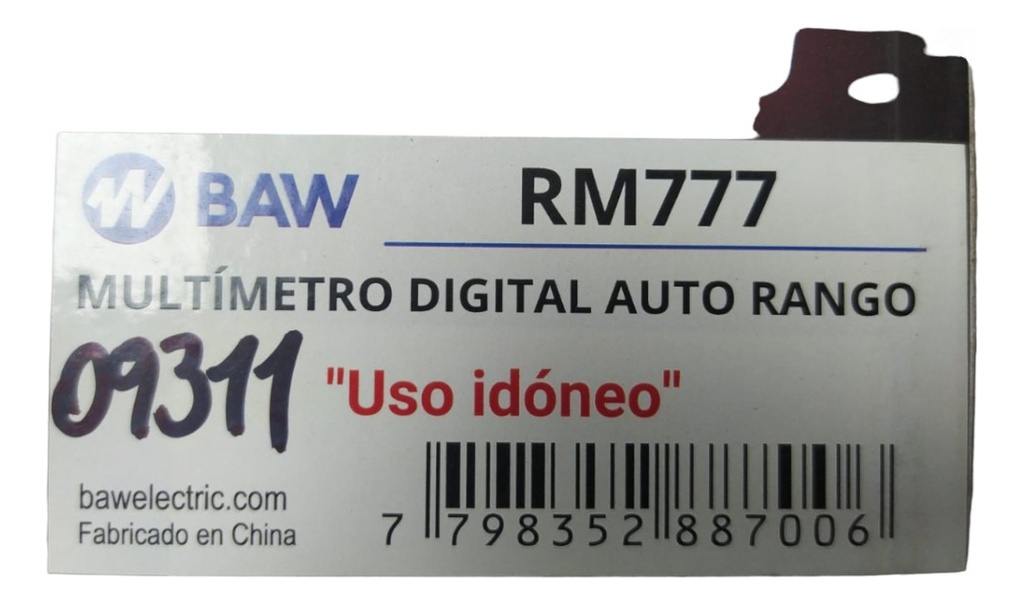 BAW RM777
MULTÍMETRO DIGITAL AUTO RANGO
09311 "Uso idóneo"
bawelectric.com
Fabricado en China
7 798352 887006